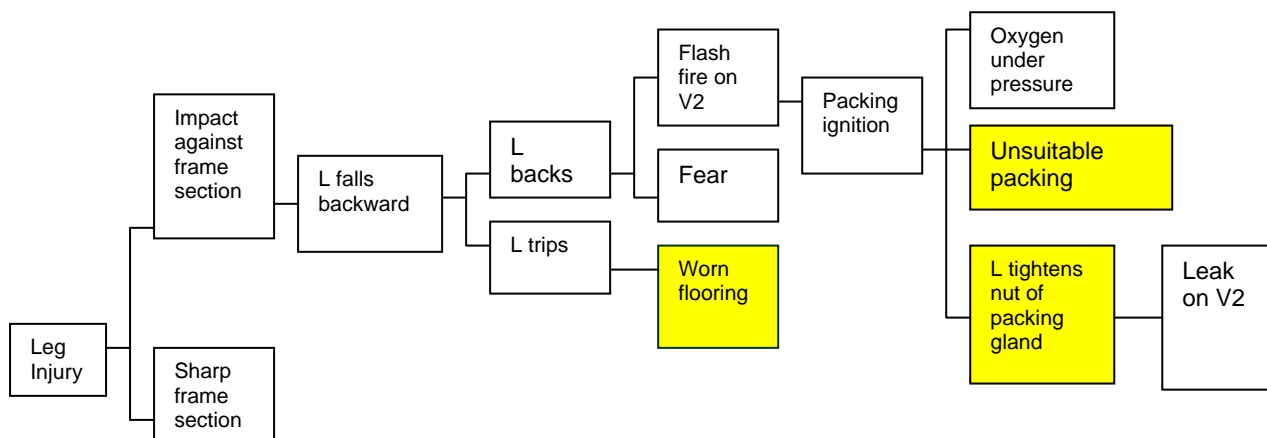 Leg
Injury
Impact
against
frame
section
Sharp
frame
section
L falls
backward
L
backs
L trips
Flash
fire on
V2
Fear
Worn
flooring
Packing
ignition
Oxygen
under
pressure
Unsuitable
packing
L tightens
nut of
packing
gland
Leak
on V2